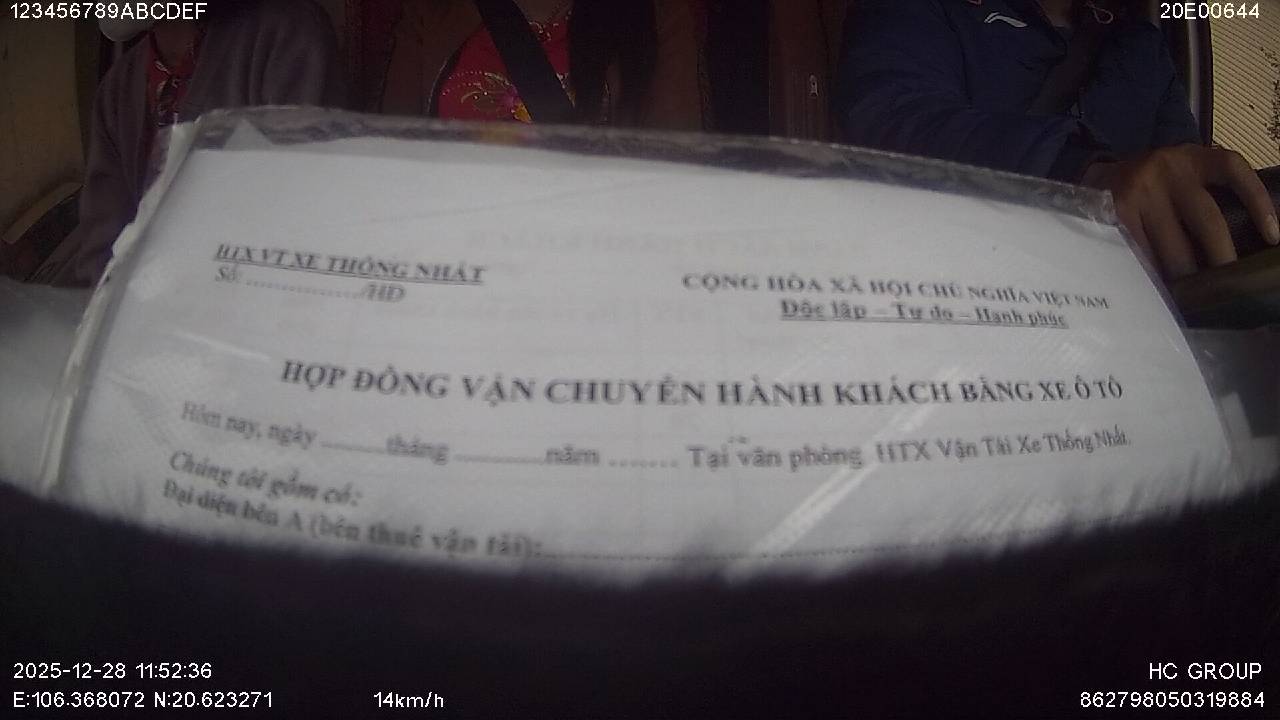 123456789ABCDEF
20E00644
HTX VT XE THỐNG NHẤT
Số: ................./HĐ
CỘNG HÒA XÃ HỘI CHỦ NGHĨA VIỆT NAM
Độc lập – Tự do – Hạnh phúc
HỢP ĐỒNG VẬN CHUYỂN HÀNH KHÁCH BẰNG XE Ô TÔ
Hôm nay, ngày ..........tháng ..............năm ....... Tại văn phòng HTX Vận Tải Xe Thống Nhất.
Chúng tôi gồm có:
Đại diện bên A (bên thuê vận tải):
2025-12-28 11:52:36
HC GROUP
E:106.368072 N:20.623271
14km/h
862798050319884